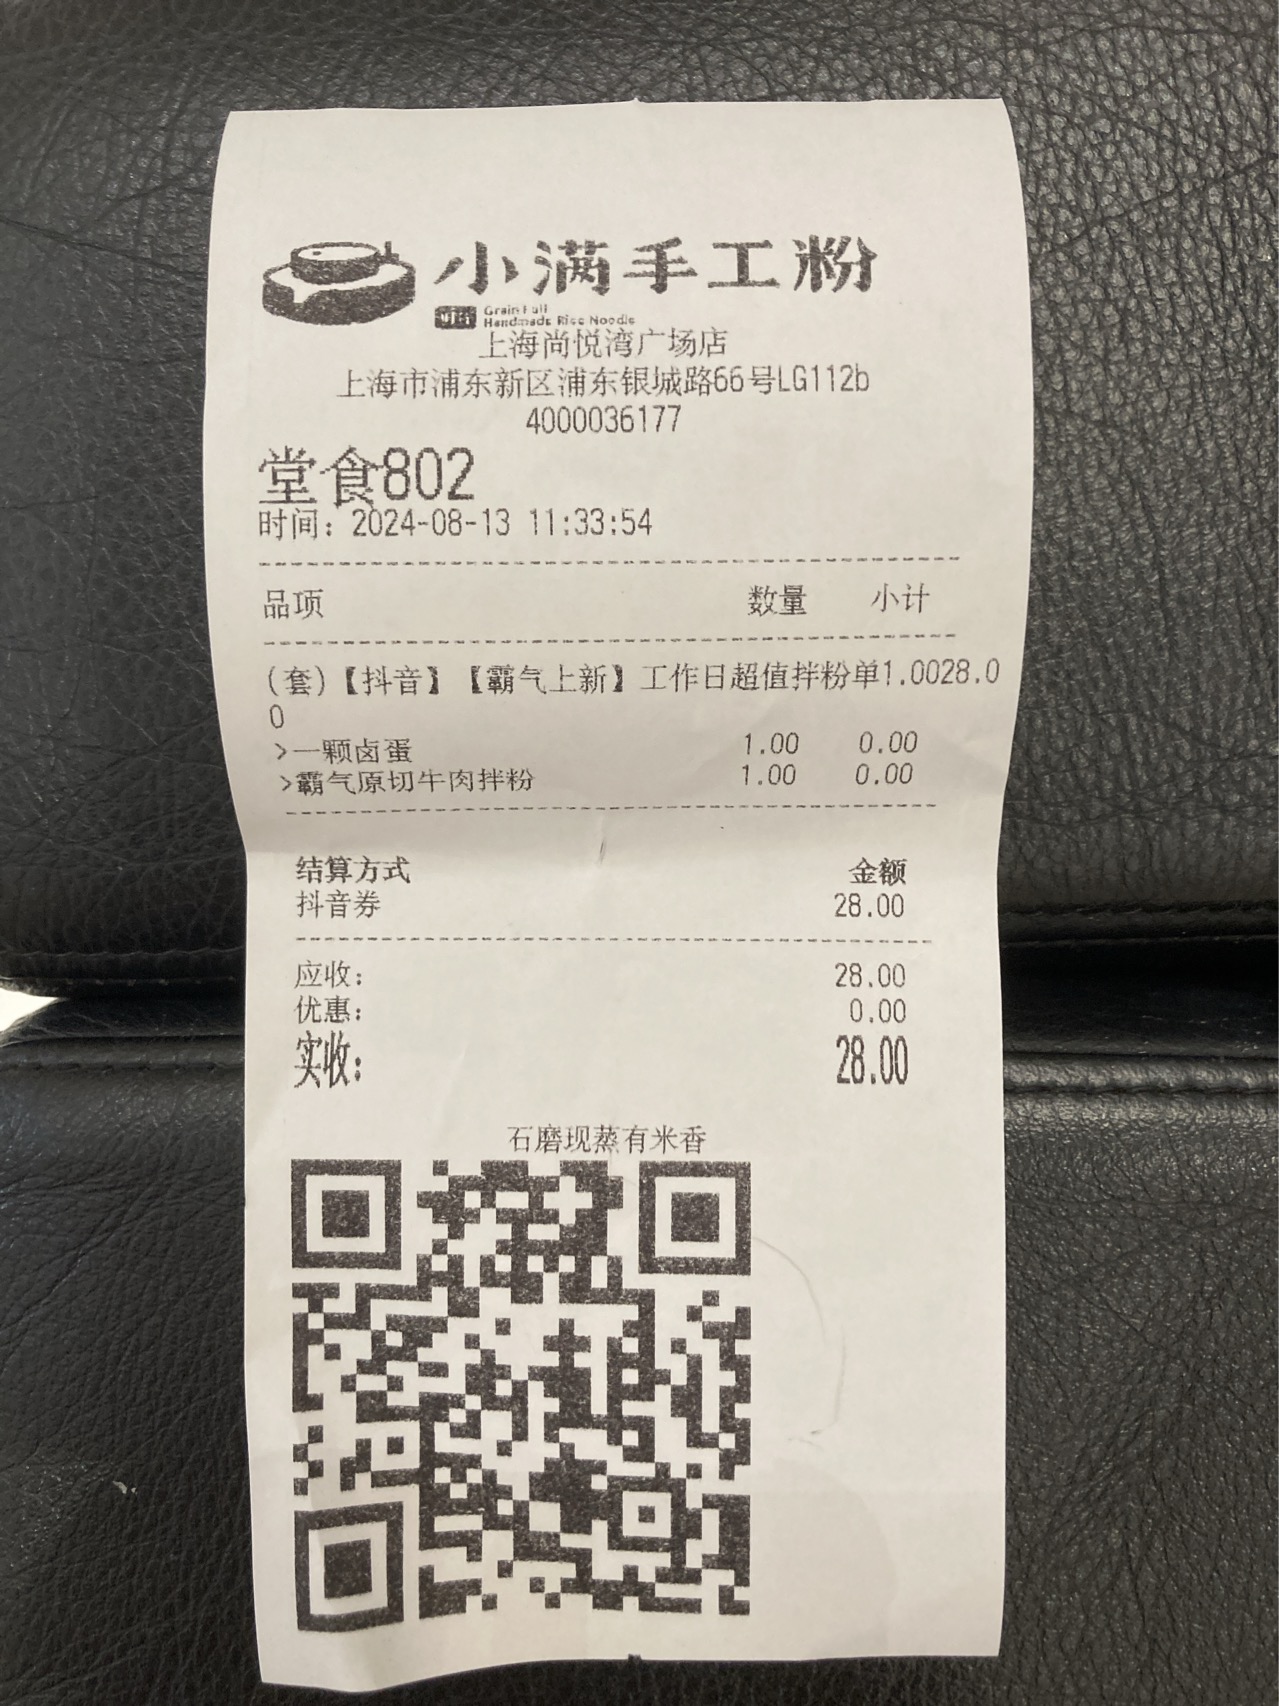 小满手工粉
Grain Full
Handmade Rice Noodle
上海尚悦湾广场店
上海市浦东新区浦东银城路66号LG112b
4000036177
堂食802
时间：2024-08-13 11:33:54
品项 数量 小计
(套)【抖音】【霸气上新】工作日超值拌粉单1.0028.0
0
>一颗卤蛋 1.00 0.00
>霸气原切牛肉拌粉 1.00 0.00
结算方式 金额
抖音券 28.00
应收: 28.00
优惠: 0.00
实收: 28.00
石磨现蒸有米香